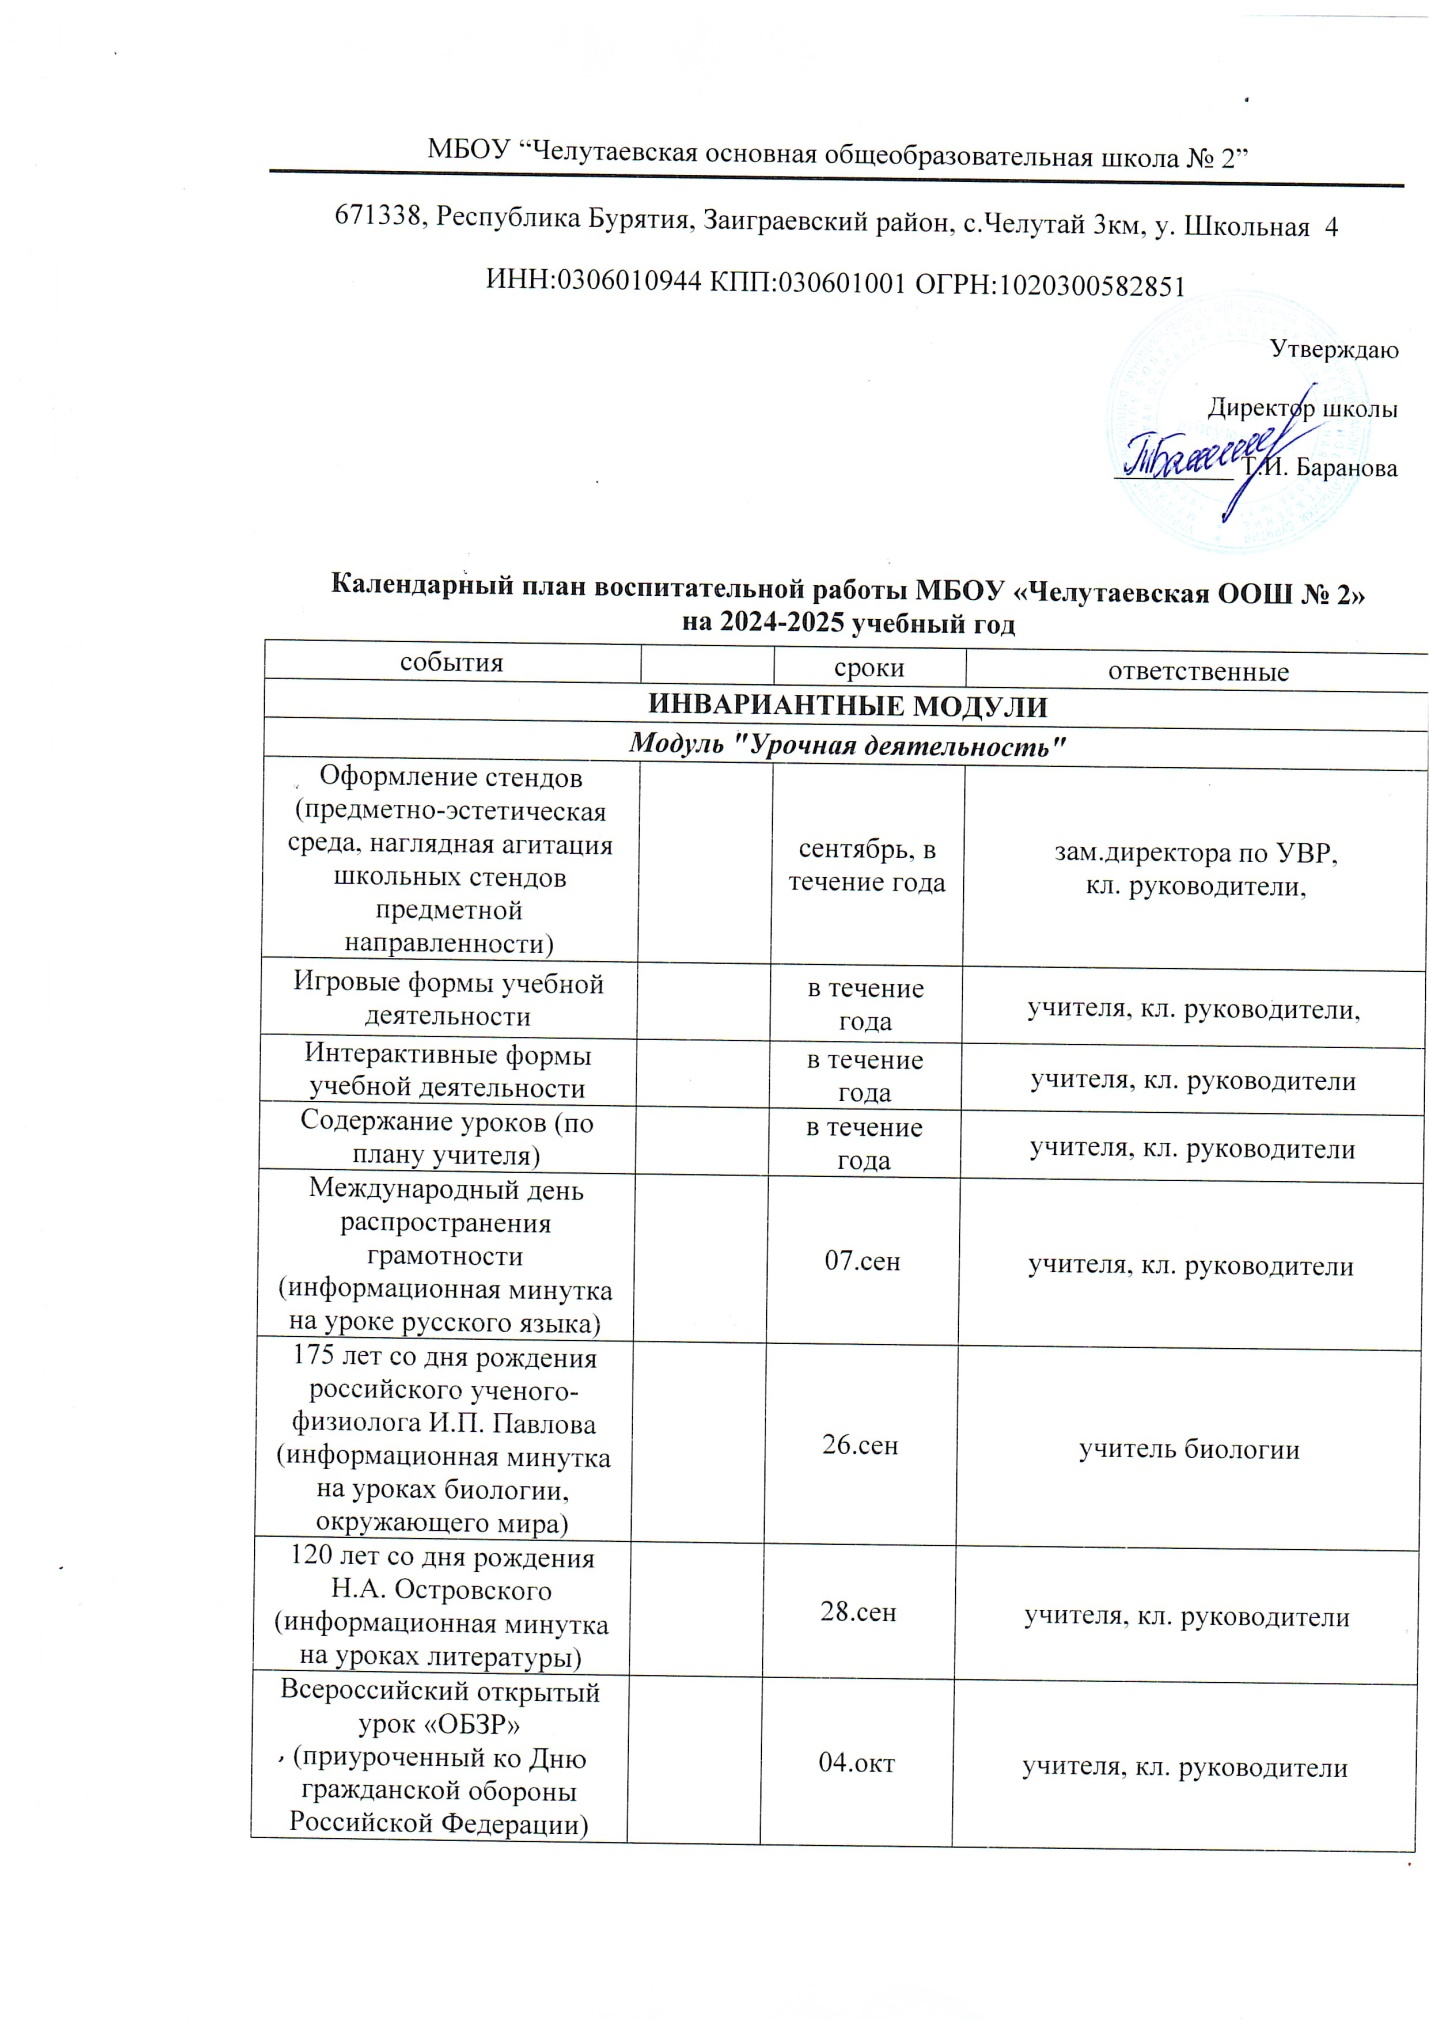 МБОУ “Челутаевская основная общеобразовательная школа № 2”
671338, Республика Бурятия, Заиграевский район, с.Челутай 3км, у. Школьная 4
ИНН:0306010944 КПП:030601001 ОГРН:1020300582851
Утверждаю
Директор школы
Т.И. Баранова
Календарный план воспитательной работы МБОУ «Челутаевская ООШ № 2»
на 2024-2025 учебный год
события сроки ответственные
ИНВАРИАНТНЫЕ МОДУЛИ
Модуль "Урочная деятельность"
Оформление стендов
(предметно-эстетическая
среда, наглядная агитация
школьных стендов
предметной
направленности)
сентябрь, в
течение года
зам.директора по УВР,
кл. руководители,
Игровые формы учебной
деятельности
в течение
года
учителя, кл. руководители,
Интерактивные формы
учебной деятельности
в течение
года
учителя, кл. руководители
Содержание уроков (по
плану учителя)
в течение
года
учителя, кл. руководители
Международный день
распространения
грамотности
(информационная минутка
на уроке русского языка)
07.сен
учителя, кл. руководители
175 лет со дня рождения
российского ученого-
физиолога И.П. Павлова
(информационная минутка
на уроках биологии,
окружающего мира)
26.сен
учитель биологии
120 лет со дня рождения
Н.А. Островского
(информационная минутка
на уроках литературы)
28.сен
учителя, кл. руководители
Всероссийский открытый
урок «ОБЗР»
(приуроченный ко Дню
гражданской обороны
Российской Федерации)
04.окт
учителя, кл. руководители